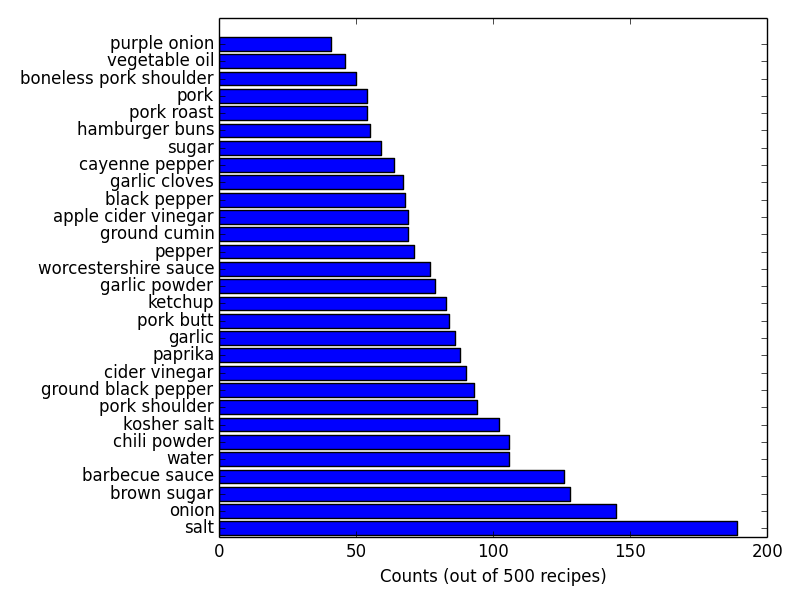 purple onion
vegetable oil
boneless pork shoulder
pork
pork roast
hamburger buns
sugar
cayenne pepper
garlic cloves
black pepper
apple cider vinegar
ground cumin
pepper
worcestershire sauce
garlic powder
ketchup
pork butt
garlic
paprika
cider vinegar
ground black pepper
pork shoulder
kosher salt
chili powder
water
barbecue sauce
brown sugar
onion
salt
0 50 100 150 200
Counts (out of 500 recipes)